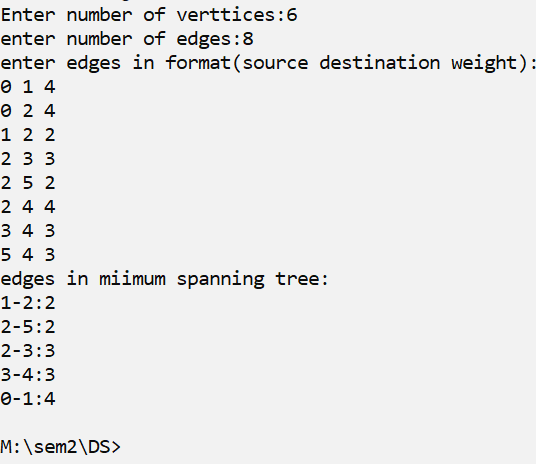 Enter number of verttices:6
enter number of edges:8
enter edges in format(source destination weight):
0 1 4
0 2 4
1 2 2
2 3 3
2 5 2
2 4 4
3 4 3
5 4 3
edges in miimum spanning tree:
1-2:2
2-5:2
2-3:3
3-4:3
0-1:4
M:\sem2\DS>